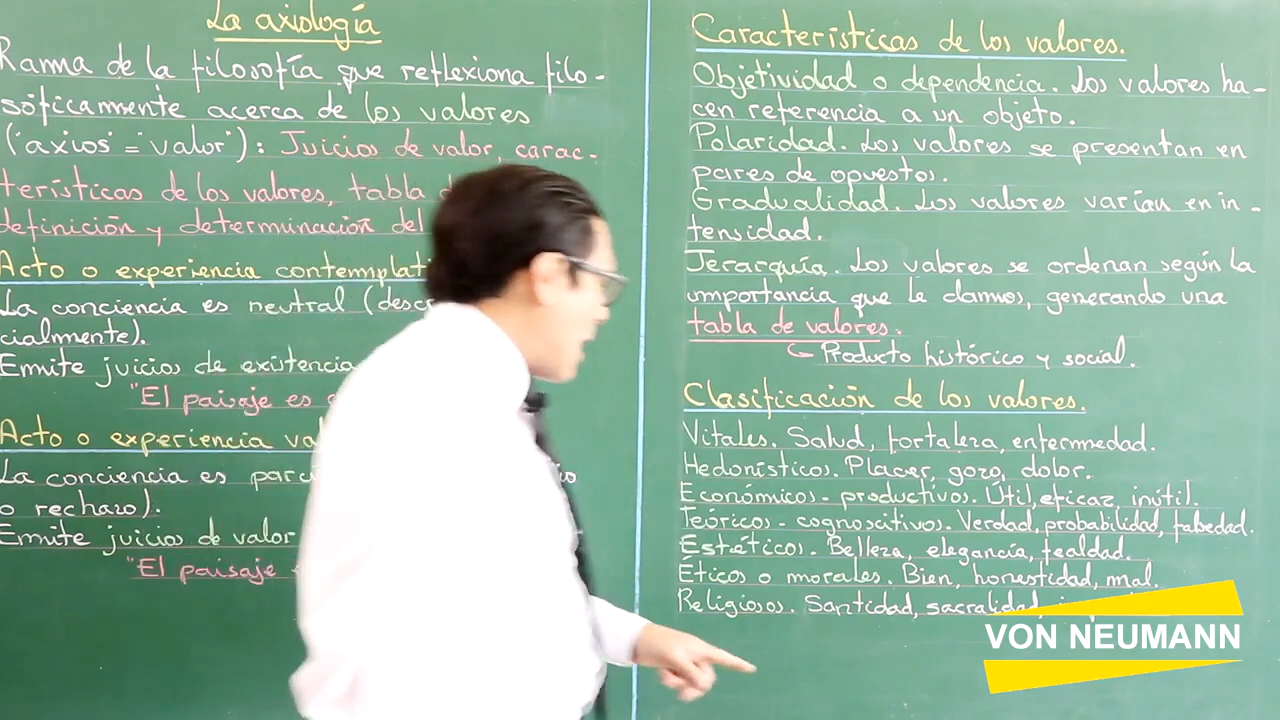 La axiología
Rama de la filosofía que reflexiona filo-
sóficamente acerca de los valores
('axios' = 'valor'): Juicios de valor, carac-
terísticas de los valores, tabla
definición y determinación del
Acto o experiencia
La conciencia es neutral
cialmente).
Emite juicios de existencia
"El paisaje es
Acto o experiencia
La conciencia es
o rechazo).
Emite juicios de valor
"El paisaje
Características de los valores.
Objetividad o dependencia. Los valores ha-
cen referencia a un objeto.
Polaridad. Los valores se presentan en
pares de opuestos.
Gradualidad. Los valores varían en in-
tensidad.
Jerarquía. Los valores se ordenan según la
importancia que le damos, generando una
tabla de valores.
Producto histórico y social.
Clasificación de los valores.
Vitales. Salud, fortaleza, enfermedad.
Hedonísticos. Placer, gozo, dolor.
Económicos-productivos. Útil, eficaz, inútil.
Teóricos-cognoscitivos. Verdad, probabilidad, falsedad.
Estéticos. Belleza, elegancia, fealdad.
Éticos o morales. Bien, honestidad, mal.
Religiosos. Santidad, sacralidad,
VON NEUMANN